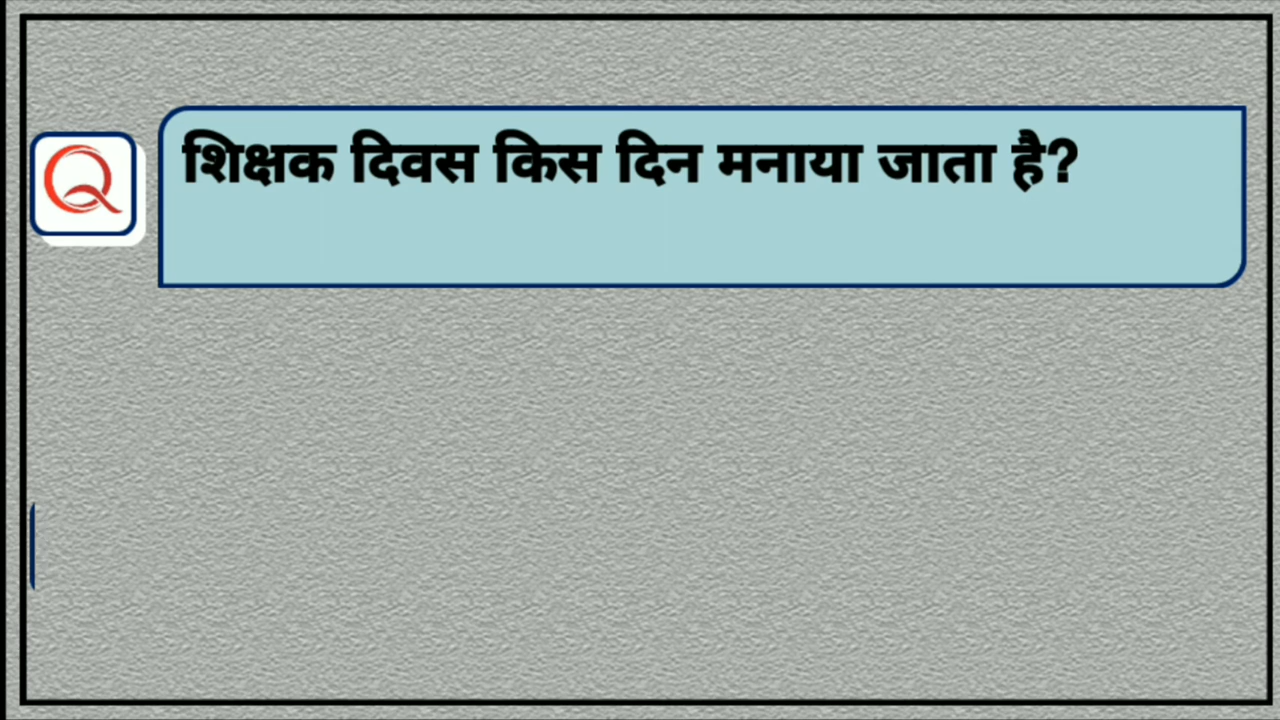 Q
शिक्षक दिवस किस दिन मनाया जाता है?